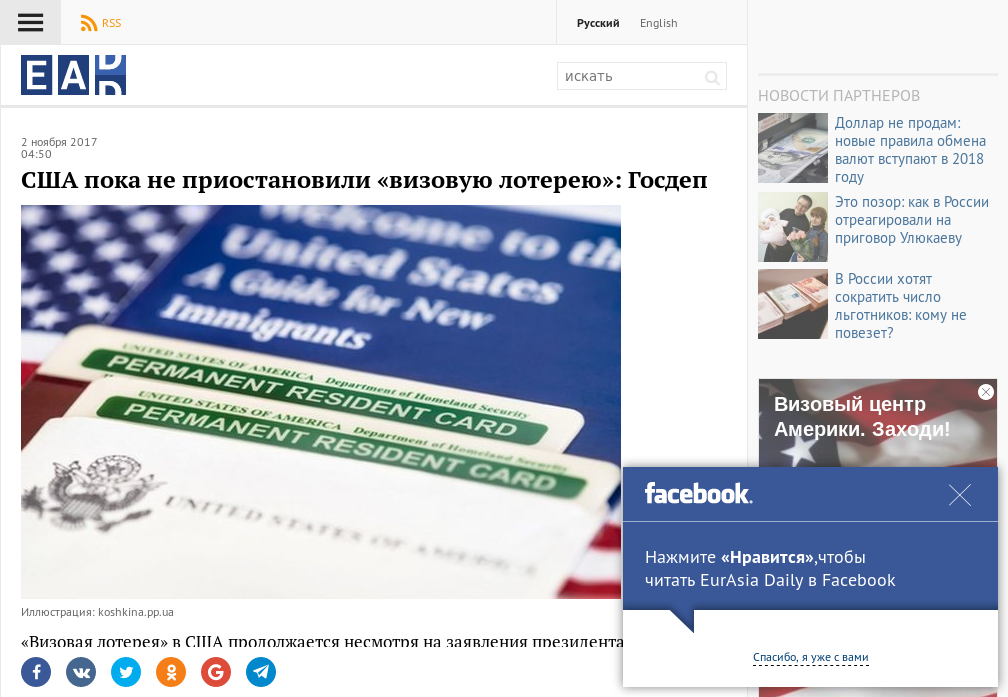 RSS
Русский
English
EAD
искать
2 ноября 2017
04:50
США пока не приостановили «визовую лотерею»: Госдеп
Welcome to the
United States
A Guide for New
Immigrants
UNITED STATES OF AMERICA Department of Homeland Security
PERMANENT RESIDENT CARD
UNITED STATES OF AMERICA Department of Homeland Security
PERMANENT RESIDENT CARD
Иллюстрация: koshkina.pp.ua
«Визовая лотерея» в США продолжается несмотря на заявления президента
НОВОСТИ ПАРТНЕРОВ
Доллар не продам:
новые правила обмена
валют вступают в 2018
году
Это позор: как в России
отреагировали на
приговор Улюкаеву
В России хотят
сократить число
льготников: кому не
повезет?
Визовый центр
Америки. Заходи!
facebook.
Нажмите «Нравится»,чтобы
читать EurAsia Daily в Facebook
Спасибо, я уже с вами